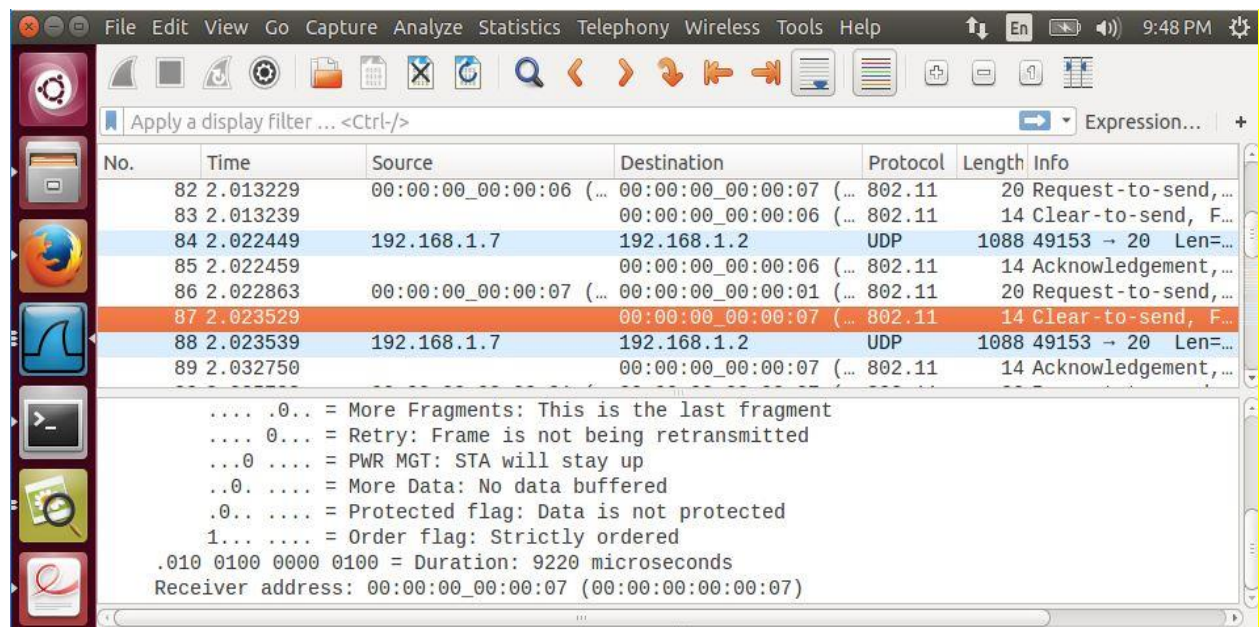 File Edit View Go Capture Analyze Statistics Telephony Wireless Tools Help En 9:48 PM
Apply a display filter ... <Ctrl-/> Expression... +
No. Time Source Destination Protocol Length Info
82 2.013229 00:00:00_00:00:06 (… 00:00:00_00:00:07 (… 802.11 20 Request-to-send,…
83 2.013239 00:00:00_00:00:06 (… 802.11 14 Clear-to-send, F…
84 2.022449 192.168.1.7 192.168.1.2 UDP 1088 49153 → 20 Len=…
85 2.022459 00:00:00_00:00:06 (… 802.11 14 Acknowledgement,…
86 2.022863 00:00:00_00:00:07 (… 00:00:00_00:00:01 (… 802.11 20 Request-to-send,…
87 2.023529 00:00:00_00:00:07 (… 802.11 14 Clear-to-send, F…
88 2.023539 192.168.1.7 192.168.1.2 UDP 1088 49153 → 20 Len=…
89 2.032750 00:00:00_00:00:07 (… 802.11 14 Acknowledgement,…
.... .0.. = More Fragments: This is the last fragment
.... 0... = Retry: Frame is not being retransmitted
...0 .... = PWR MGT: STA will stay up
..0. .... = More Data: No data buffered
.0.. .... = Protected flag: Data is not protected
1... .... = Order flag: Strictly ordered
.010 0100 0000 0100 = Duration: 9220 microseconds
Receiver address: 00:00:00_00:00:07 (00:00:00:00:00:07)